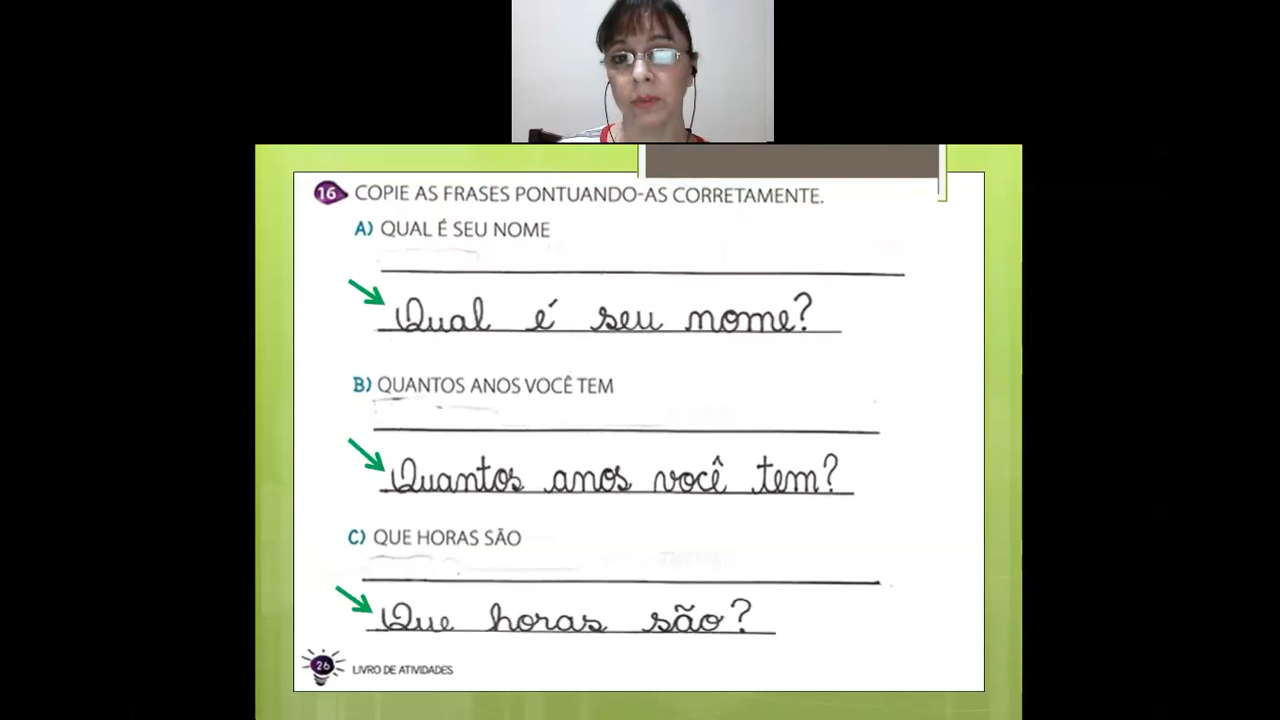 16 COPIE AS FRASES PONTUANDO-AS CORRETAMENTE.
A) QUAL É SEU NOME
Qual é seu nome?
B) QUANTOS ANOS VOCÊ TEM
Quantos anos você tem?
C) QUE HORAS SÃO
Que horas são?
26 LIVRO DE ATIVIDADES